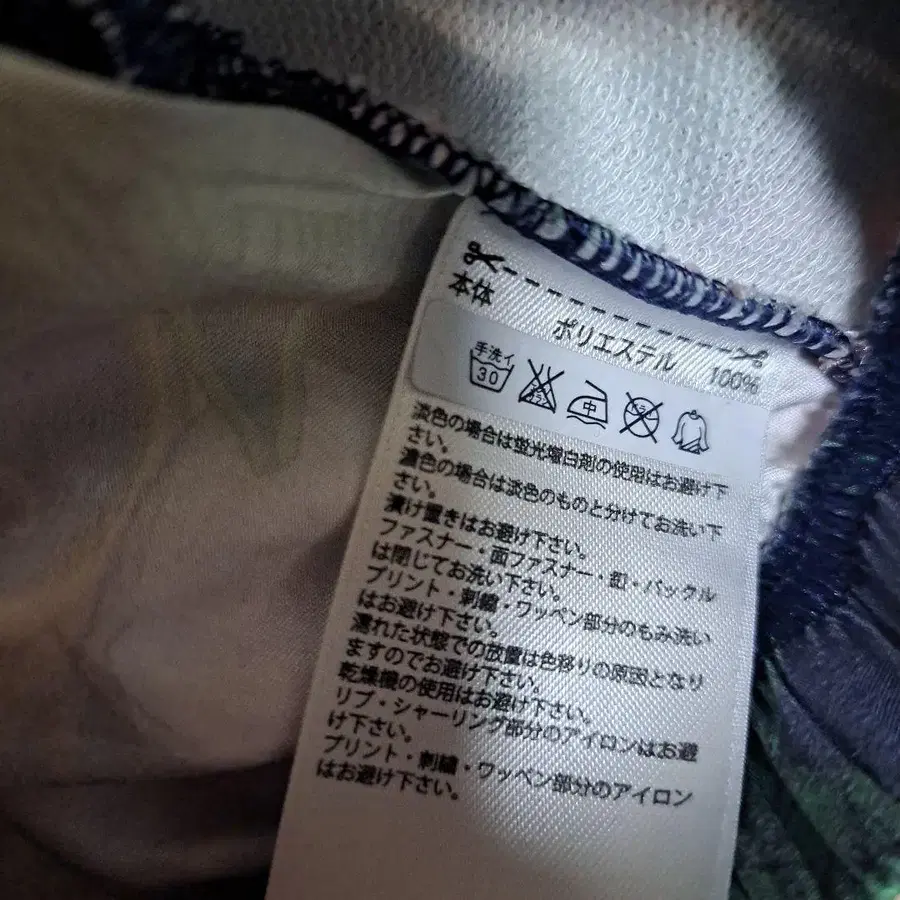 本体
ポリエステル 100%
手洗イ
30
エンソサラシ
中
ドライ
淡色の場合は蛍光増白剤の使用はお避け下
さい。
濃色の場合は淡色のものと分けてお洗い下
さい。
漬け置きはお避け下さい。
ファスナー・面ファスナー・釦・バックル
は閉じてお洗い下さい。
プリント・刺繍・ワッペン部分のもみ洗い
はお避け下さい。
濡れた状態での放置は色移りの原因となり
ますのでお避け下さい。
乾燥機の使用はお避け下さい。
リブ・シャーリング部分のアイロンはお避
け下さい。
プリント・刺繍・ワッペン部分のアイロン
はお避け下さい。